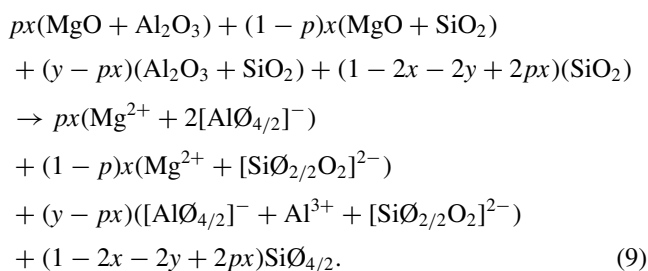 px(MgO + Al₂O₃) + (1 − p)x(MgO + SiO₂)
+ (y − px)(Al₂O₃ + SiO₂) + (1 − 2x − 2y + 2px)(SiO₂)
→ px(Mg²⁺ + 2[AlØ₄/₂]⁻)
+ (1 − p)x(Mg²⁺ + [SiØ₂/₂O₂]²⁻)
+ (y − px)([AlØ₄/₂]⁻ + Al³⁺ + [SiØ₂/₂O₂]²⁻)
+ (1 − 2x − 2y + 2px)SiØ₄/₂. (9)